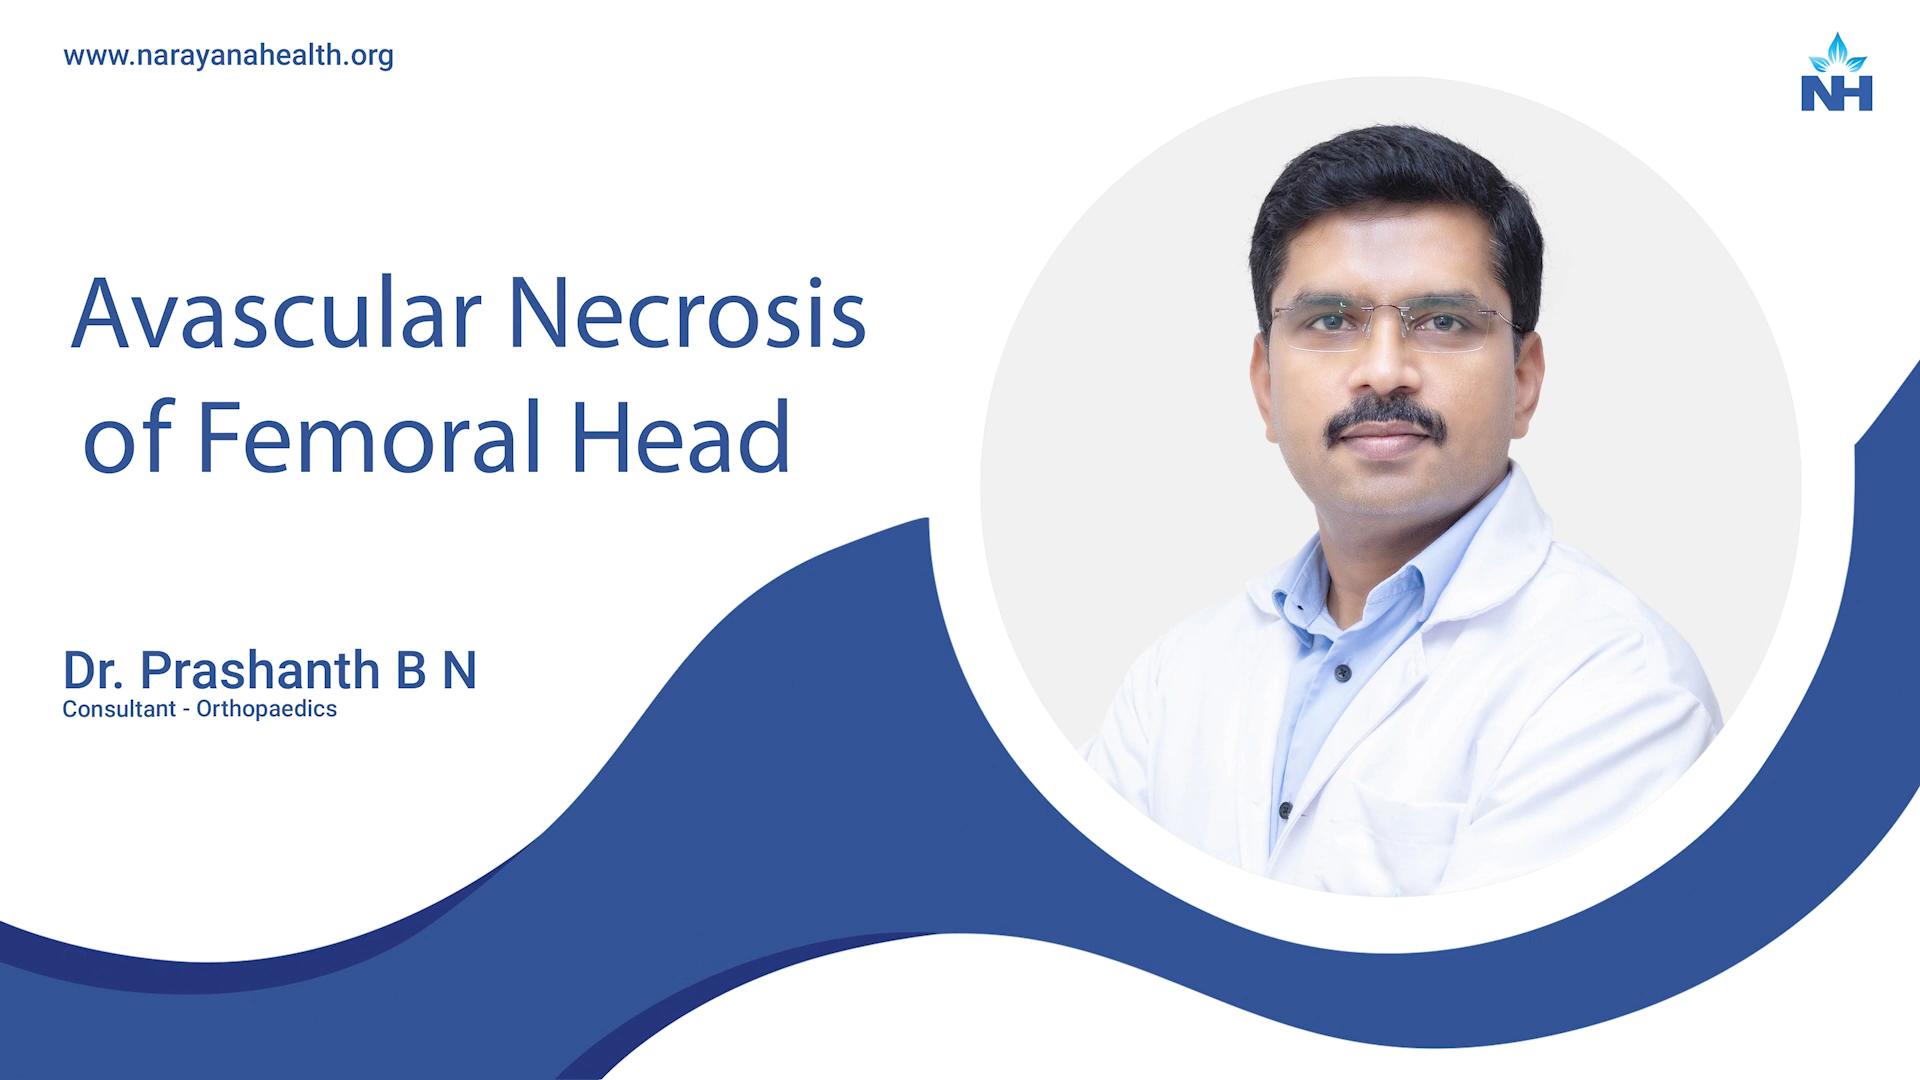 www.narayanahealth.org
NH
Avascular Necrosis
of Femoral Head
Dr. Prashanth B N
Consultant - Orthopaedics